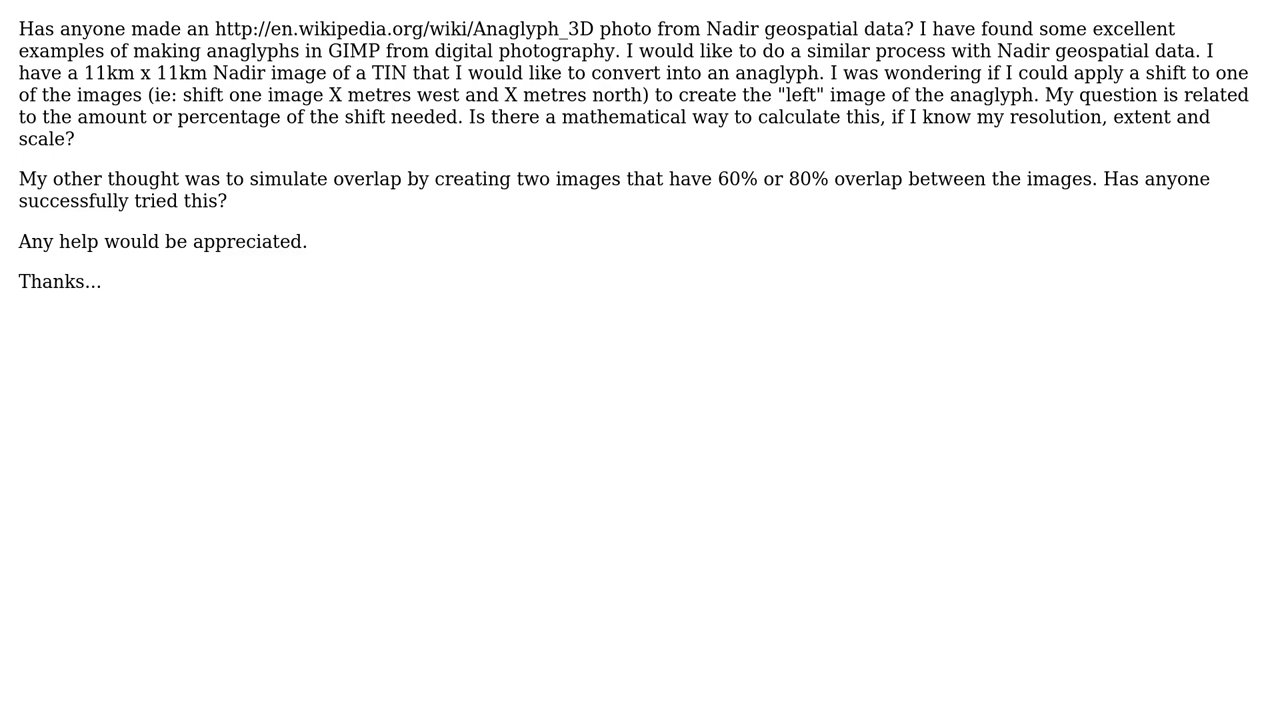 Has anyone made an http://en.wikipedia.org/wiki/Anaglyph_3D photo from Nadir geospatial data? I have found some excellent
examples of making anaglyphs in GIMP from digital photography. I would like to do a similar process with Nadir geospatial data. I
have a 11km x 11km Nadir image of a TIN that I would like to convert into an anaglyph. I was wondering if I could apply a shift to one
of the images (ie: shift one image X metres west and X metres north) to create the "left" image of the anaglyph. My question is related
to the amount or percentage of the shift needed. Is there a mathematical way to calculate this, if I know my resolution, extent and
scale?
My other thought was to simulate overlap by creating two images that have 60% or 80% overlap between the images. Has anyone
successfully tried this?
Any help would be appreciated.
Thanks...